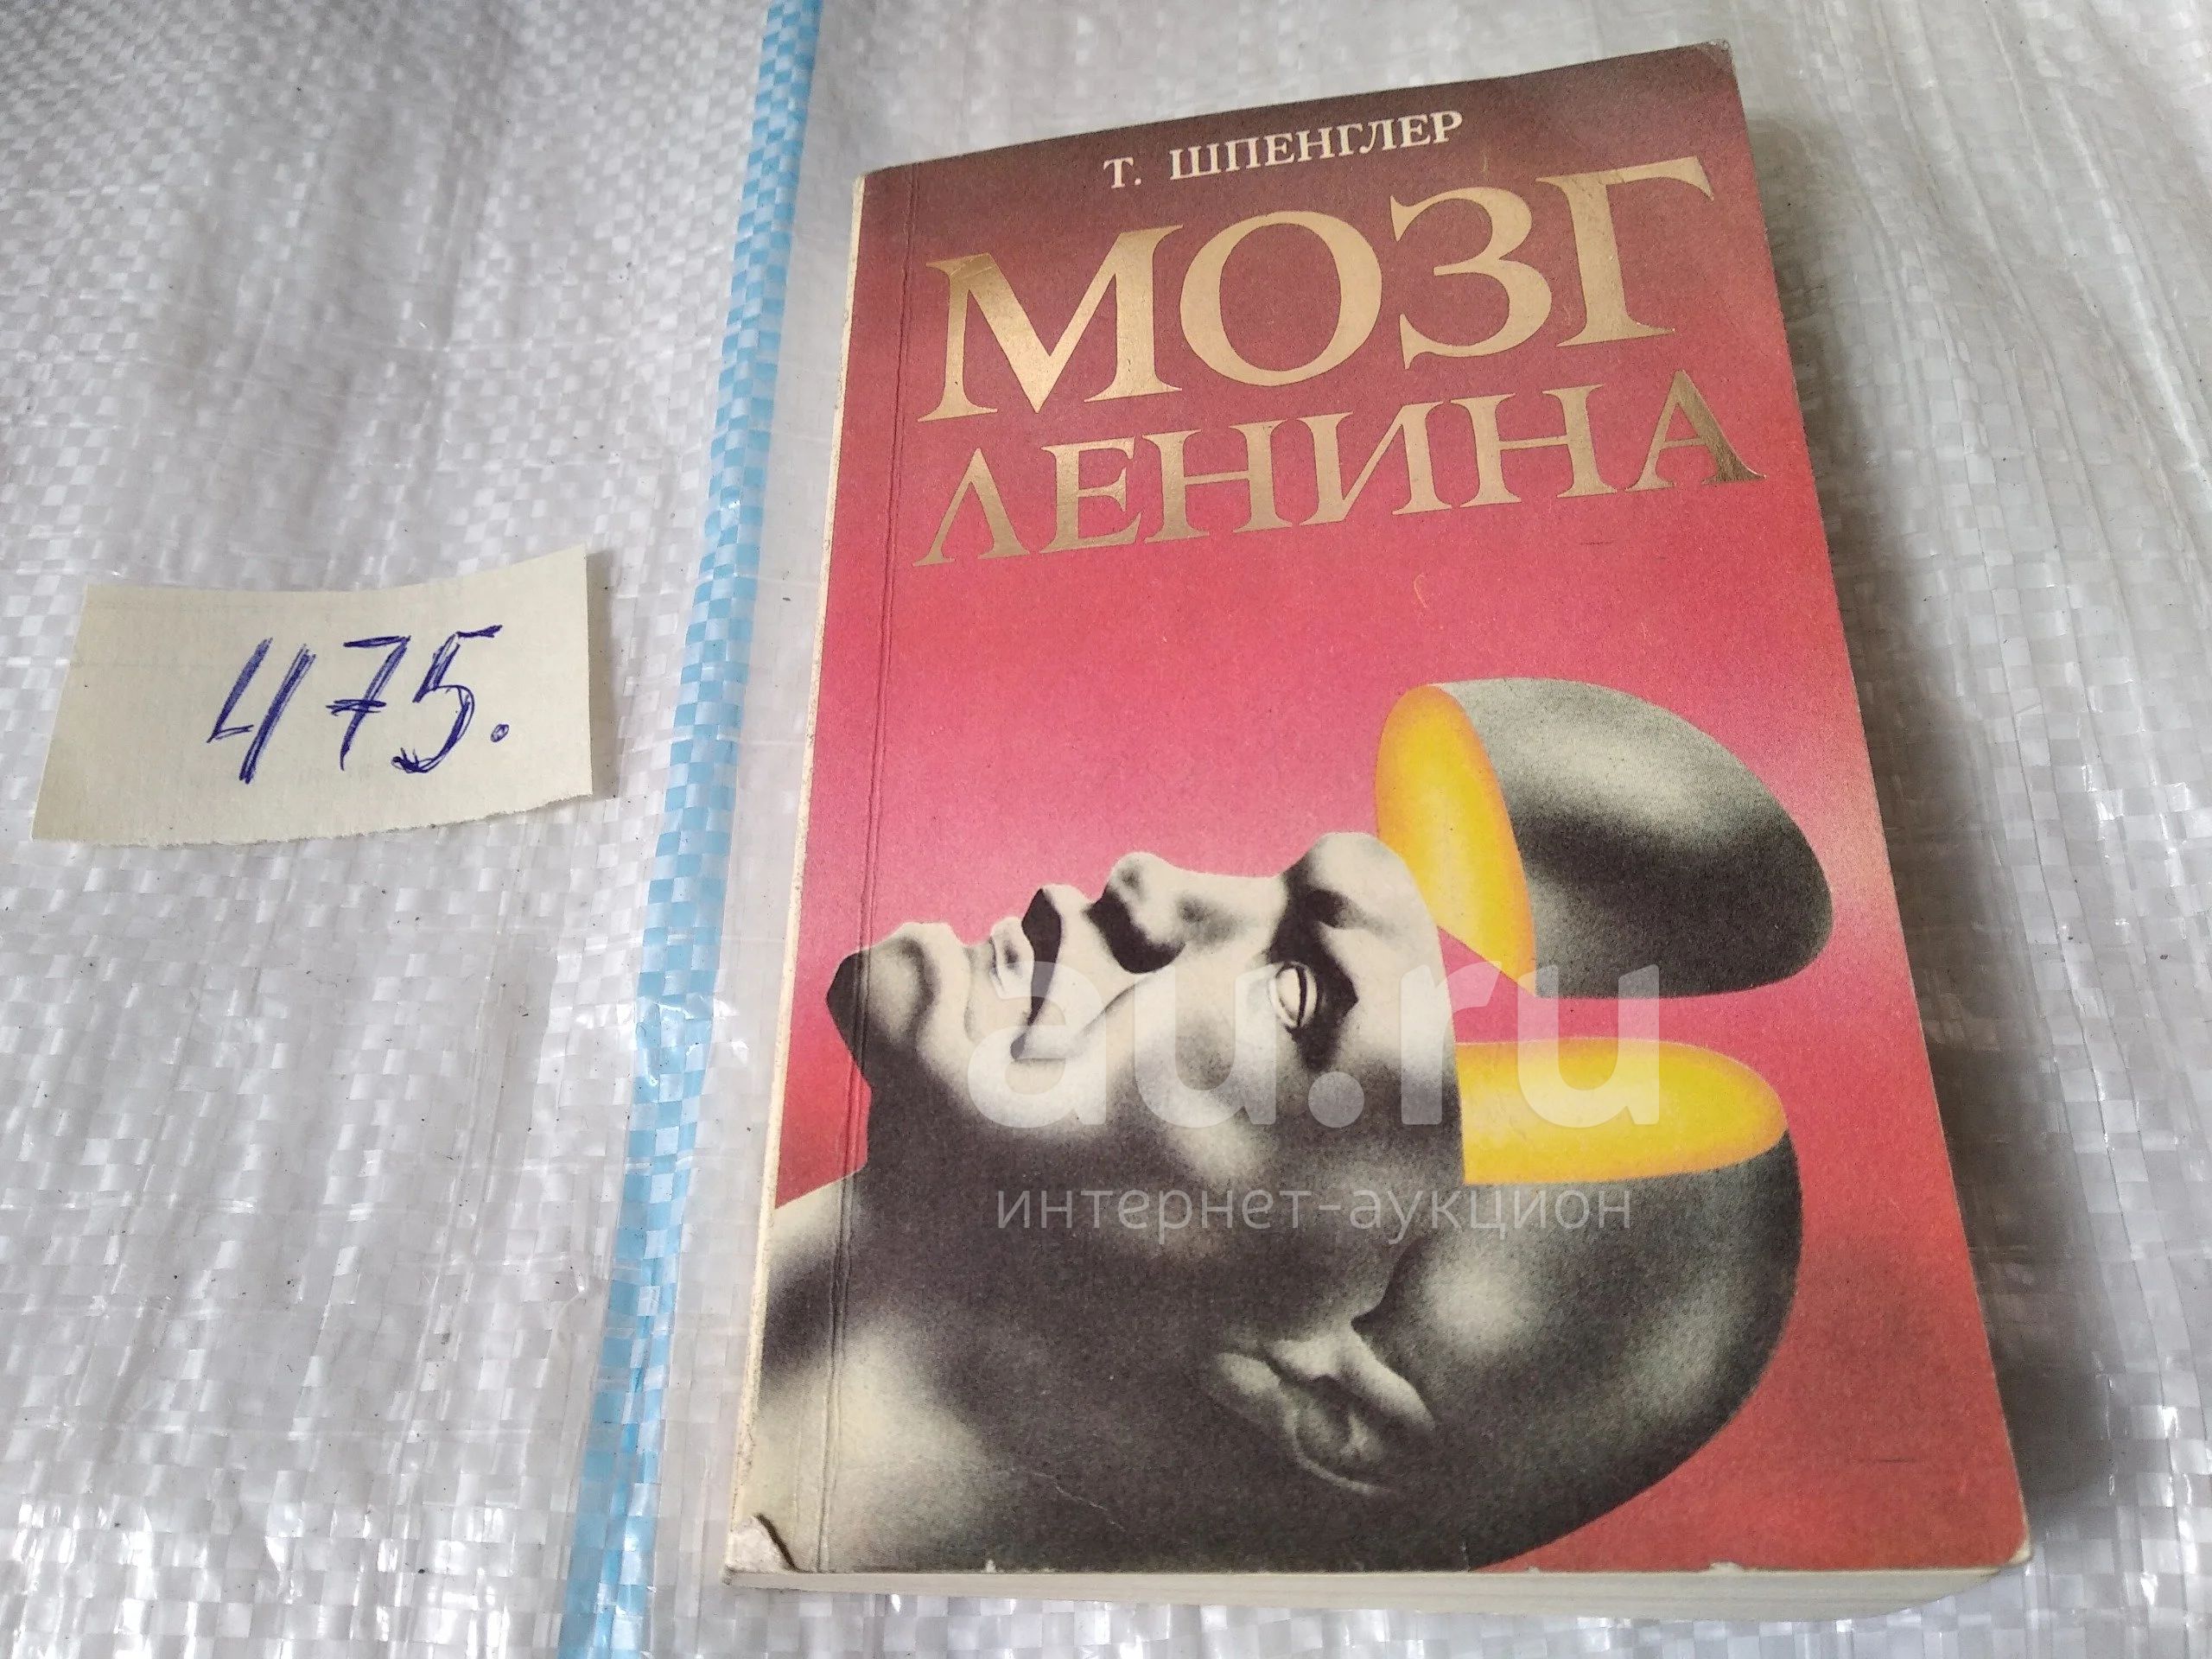 Т. ШПЕНГЛЕР
МОЗГ
ЛЕНИНА
475.
au.ru
интернет-аукцион